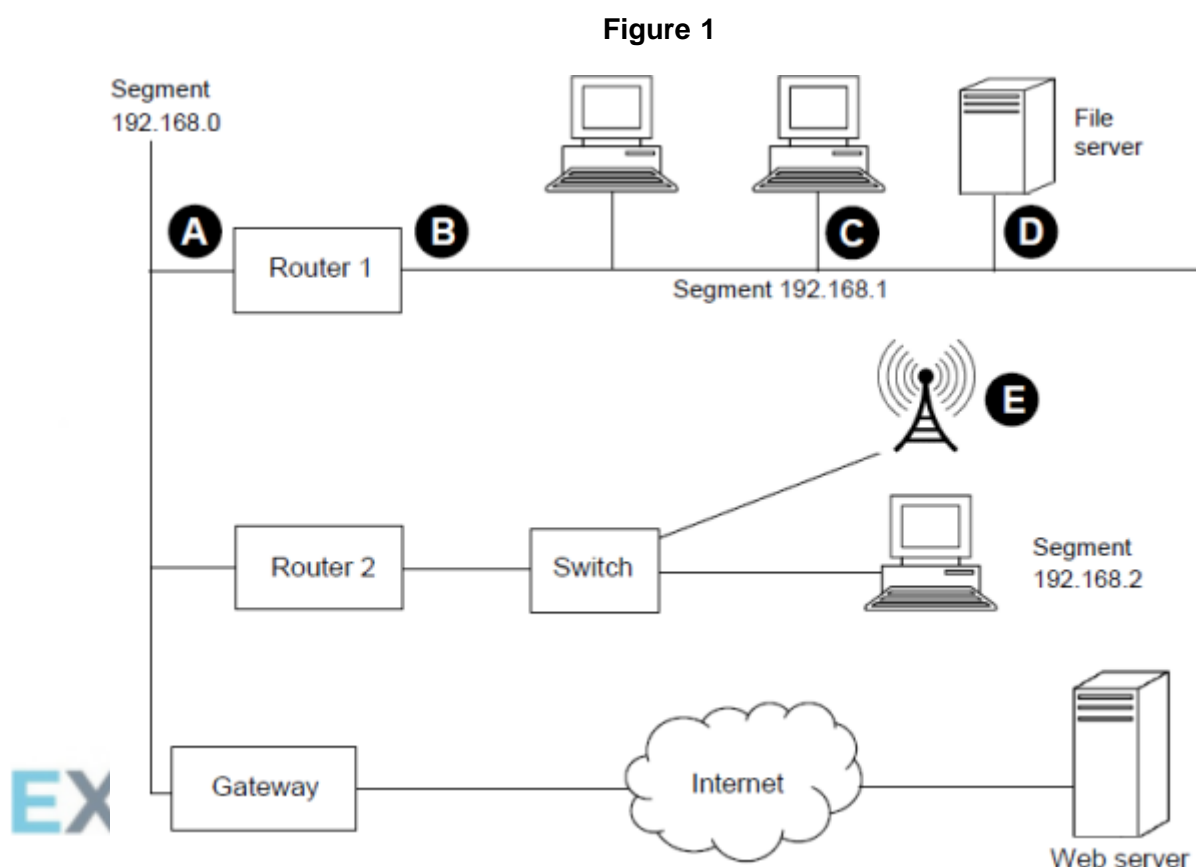 Figure 1
Segment
192.168.0
File
server
A
Router 1
B
C
D
Segment 192.168.1
E
Router 2
Switch
Segment
192.168.2
Gateway
Internet
EX
Web server